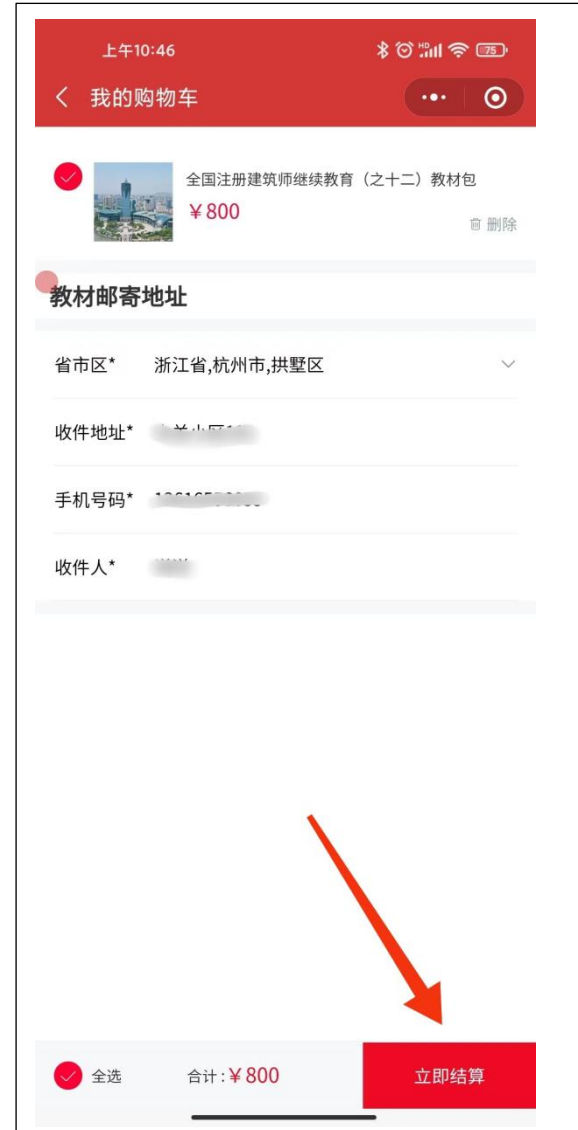 上午10:46
HD
75
我的购物车
全国注册建筑师继续教育（之十二）教材包
￥800
删除
教材邮寄地址
省市区* 浙江省,杭州市,拱墅区
收件地址*
手机号码*
收件人*
全选 合计:￥800 立即结算